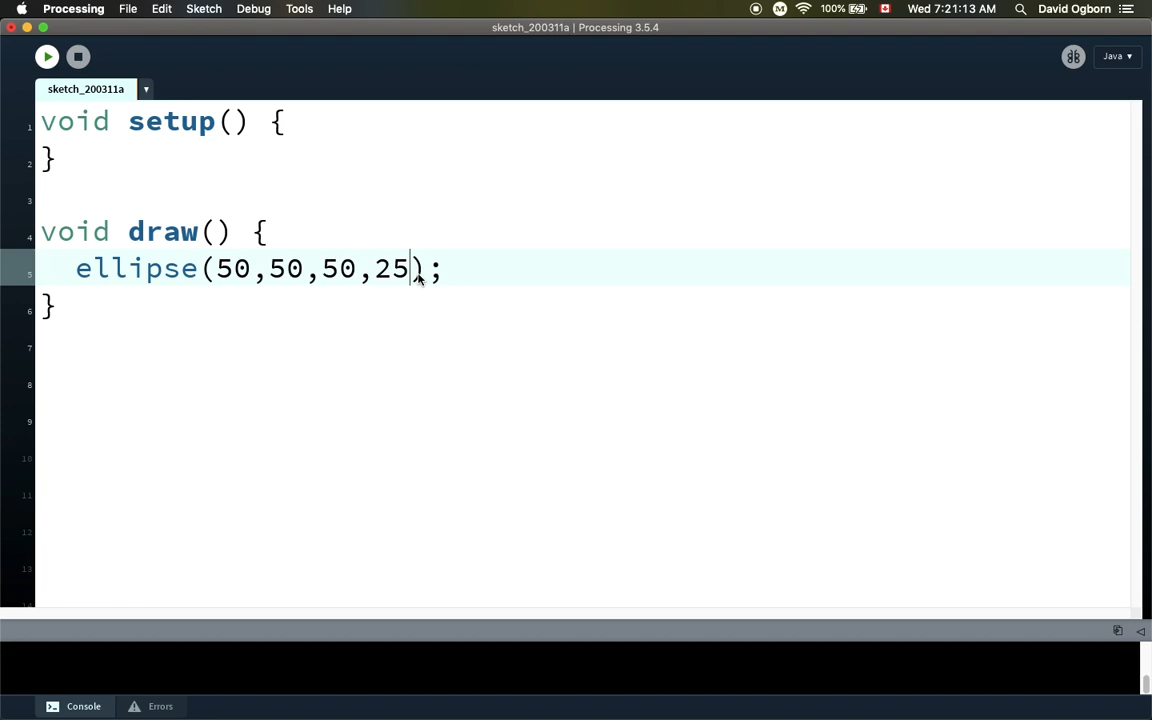 Processing File Edit Sketch Debug Tools Help M 100% Wed 7:21:13 AM David Ogborn
sketch_200311a | Processing 3.5.4
Java ▾
sketch_200311a ▾
1 void setup() {
2 }
3
4 void draw() {
5 ellipse(50,50,50,25);
6 }
7
8
9
10
11
12
13
14
Console Errors